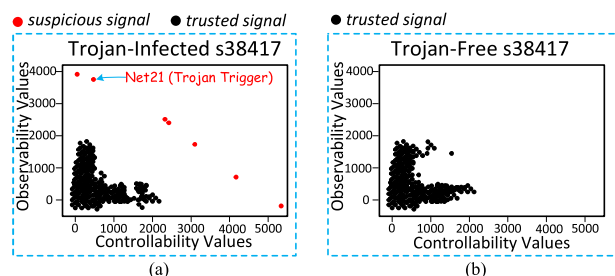 suspicious signal trusted signal trusted signal
Trojan-Infected s38417
Observability Values
4000
3000
2000
1000
0
Net21 (Trojan Trigger)
0 1000 2000 3000 4000 5000
Controllability Values
(a)
Trojan-Free s38417
Observability Values
4000
3000
2000
1000
0
0 1000 2000 3000 4000 5000
Controllability Values
(b)